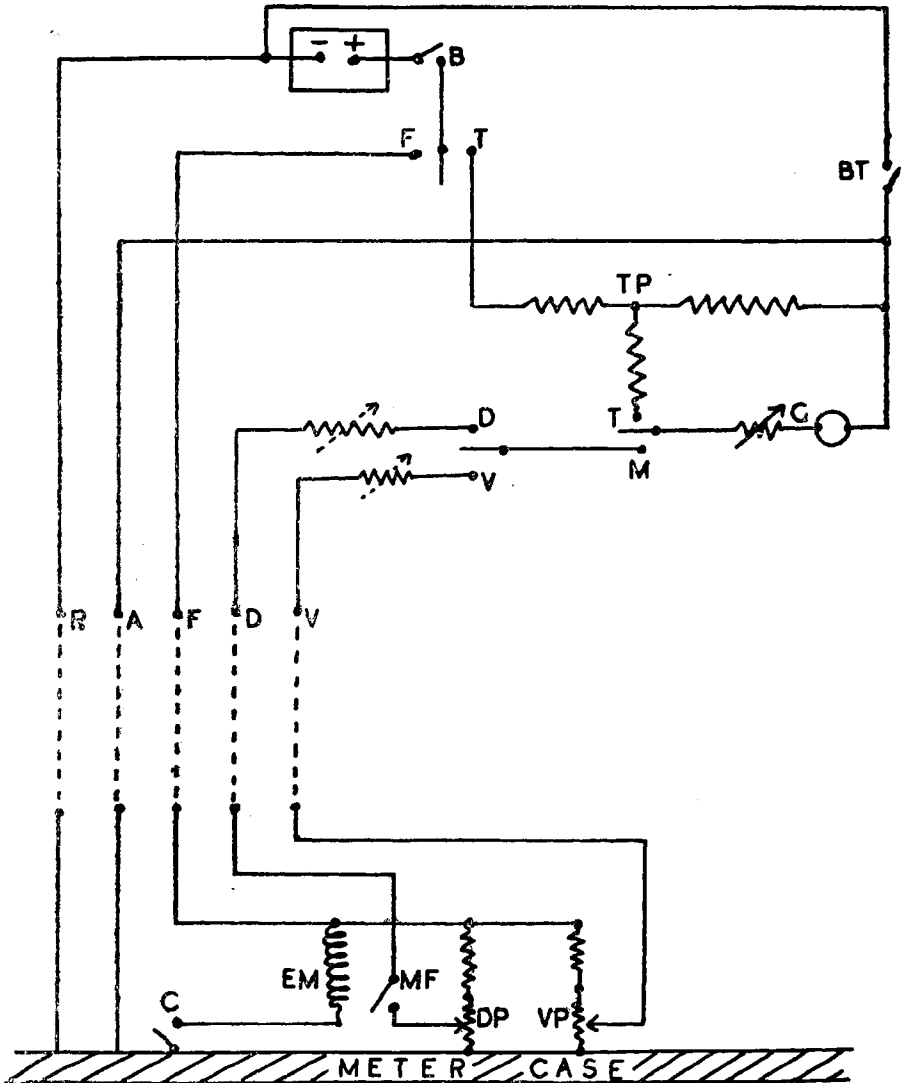 - +
B
F T
BT
TP
D T G
V M
R A F D V
EM MF
C DP VP
METER CASE